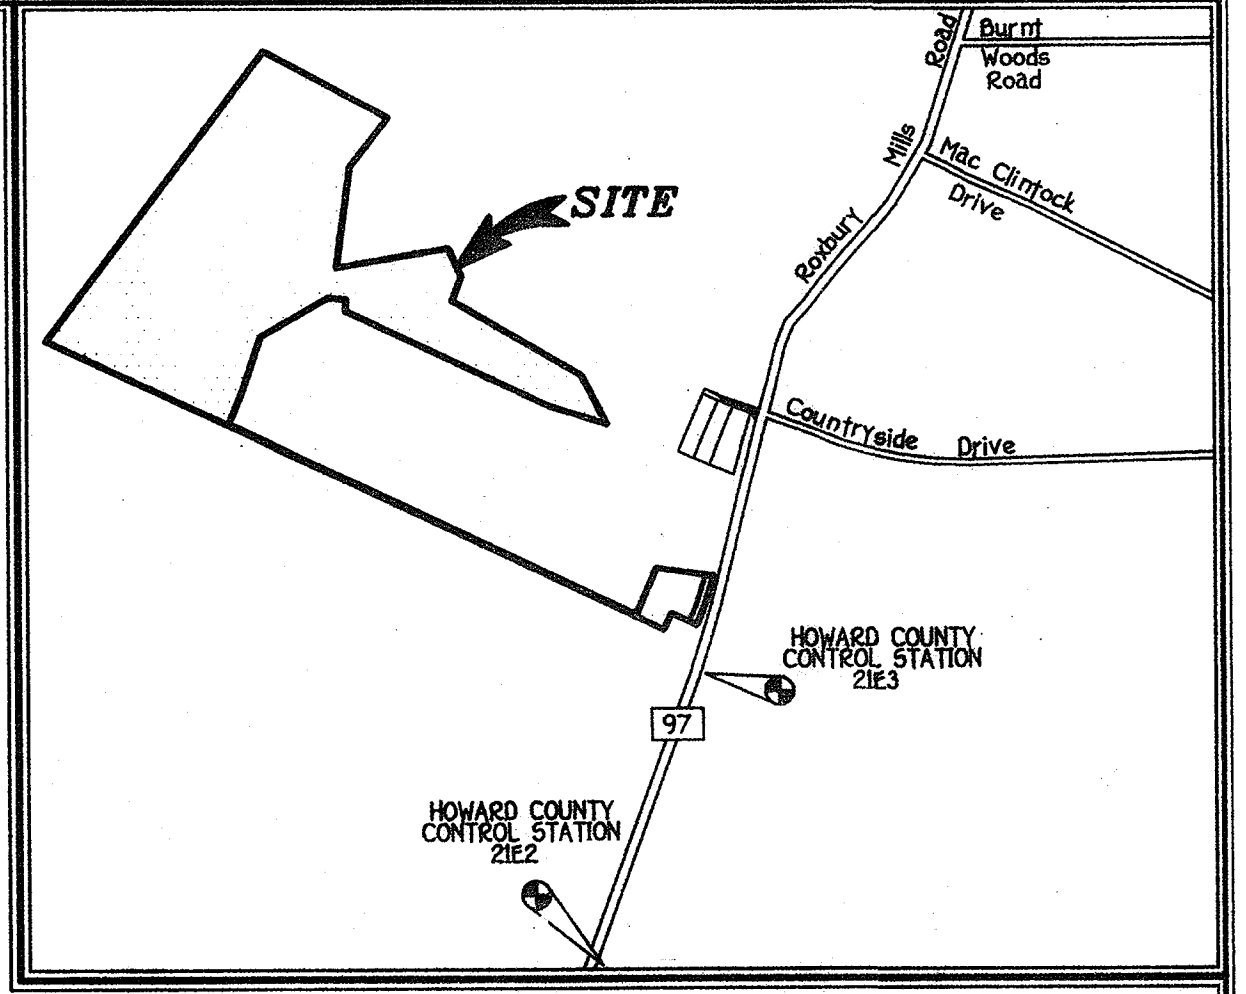 Burnt
Woods
Road
Roxbury Mills Road
Mac Clintock
Drive
SITE
Countryside Drive
HOWARD COUNTY
CONTROL STATION
21E3
97
HOWARD COUNTY
CONTROL STATION
21E2